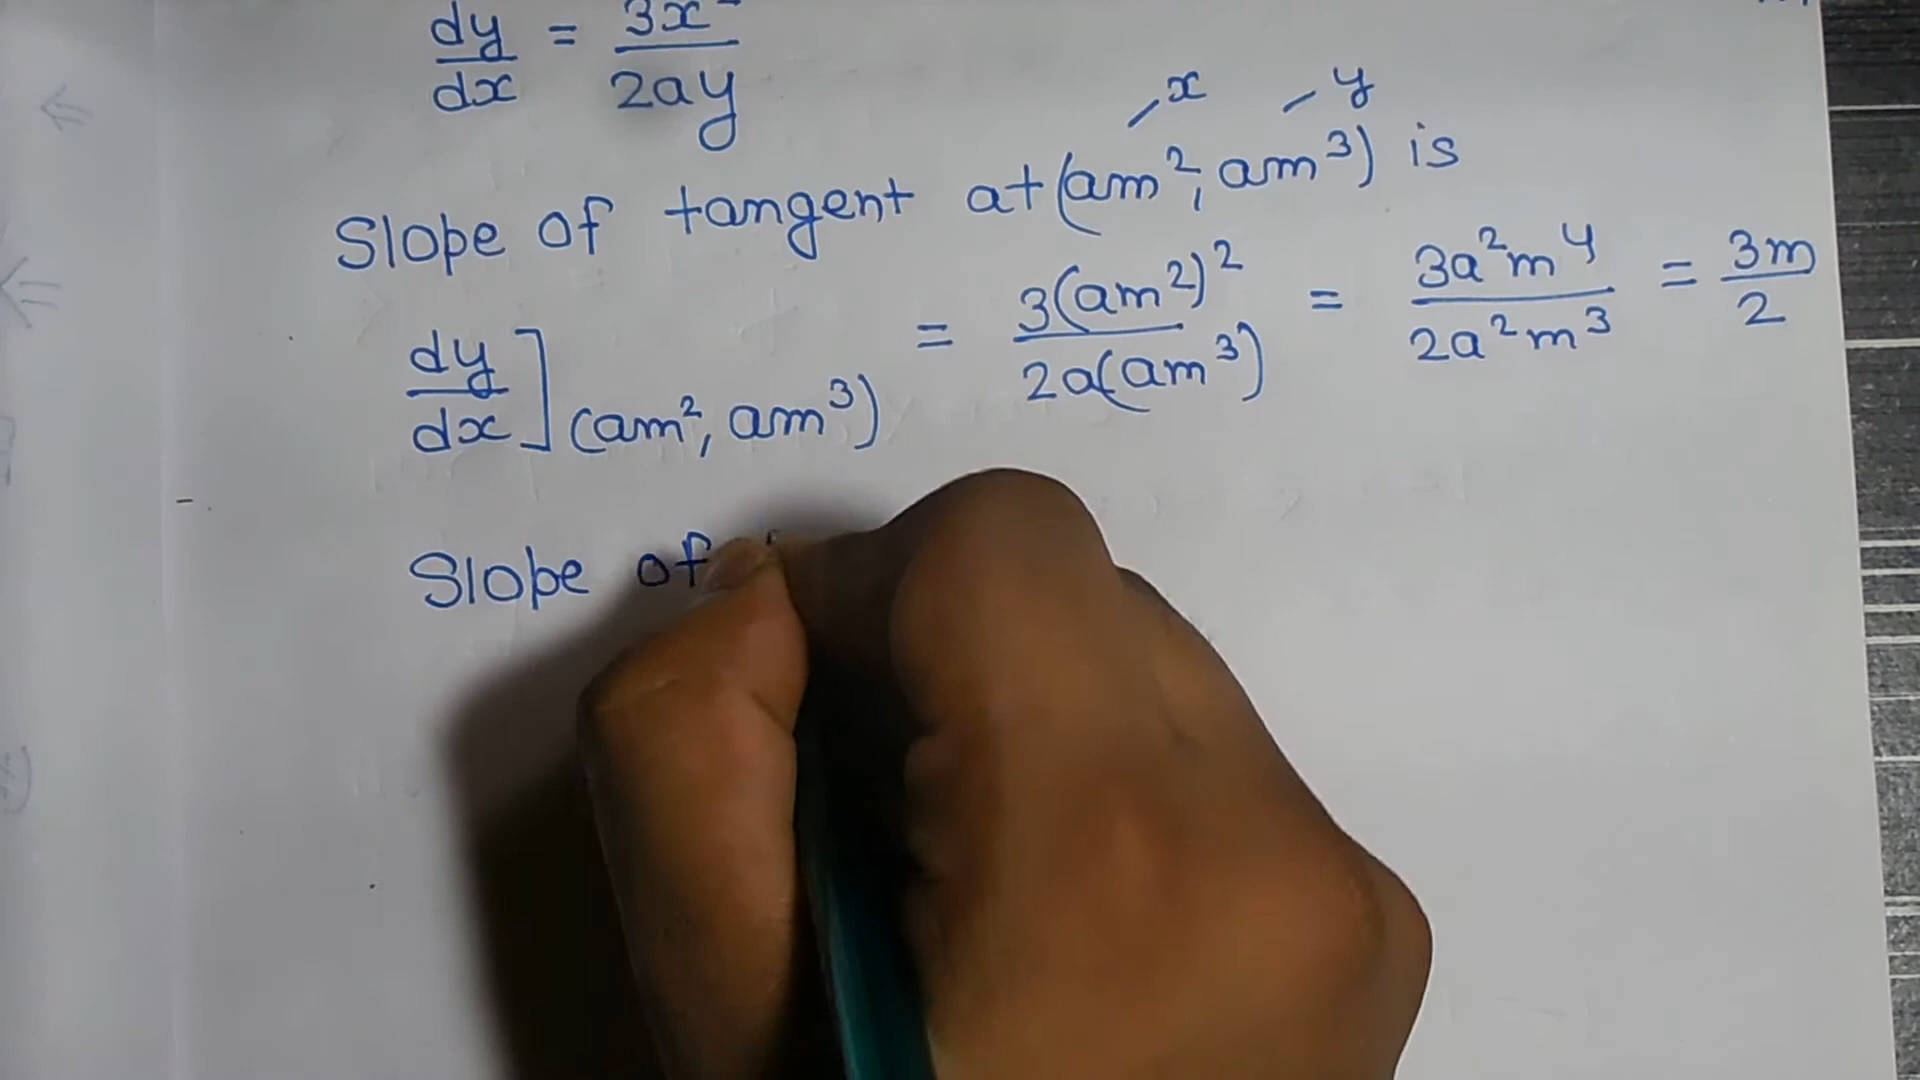 dy/dx = 3x²/2ay
x y
Slope of tangent at (am², am³) is
dy/dx](am², am³) = 3(am²)²/2a(am³) = 3a²m⁴/2a²m³ = 3m/2
Slope of